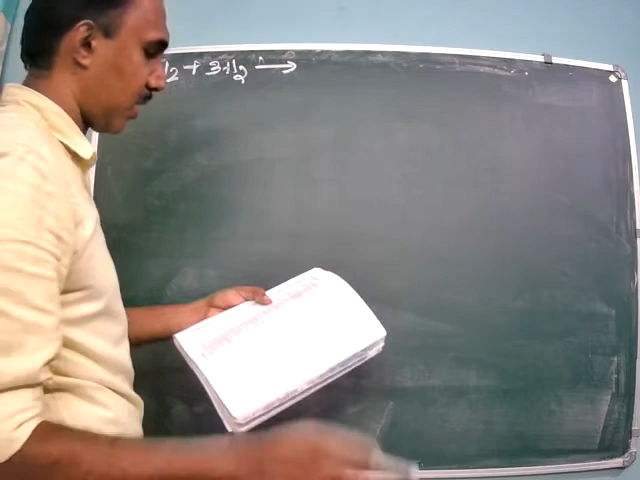 ₂ + 3H₂ →